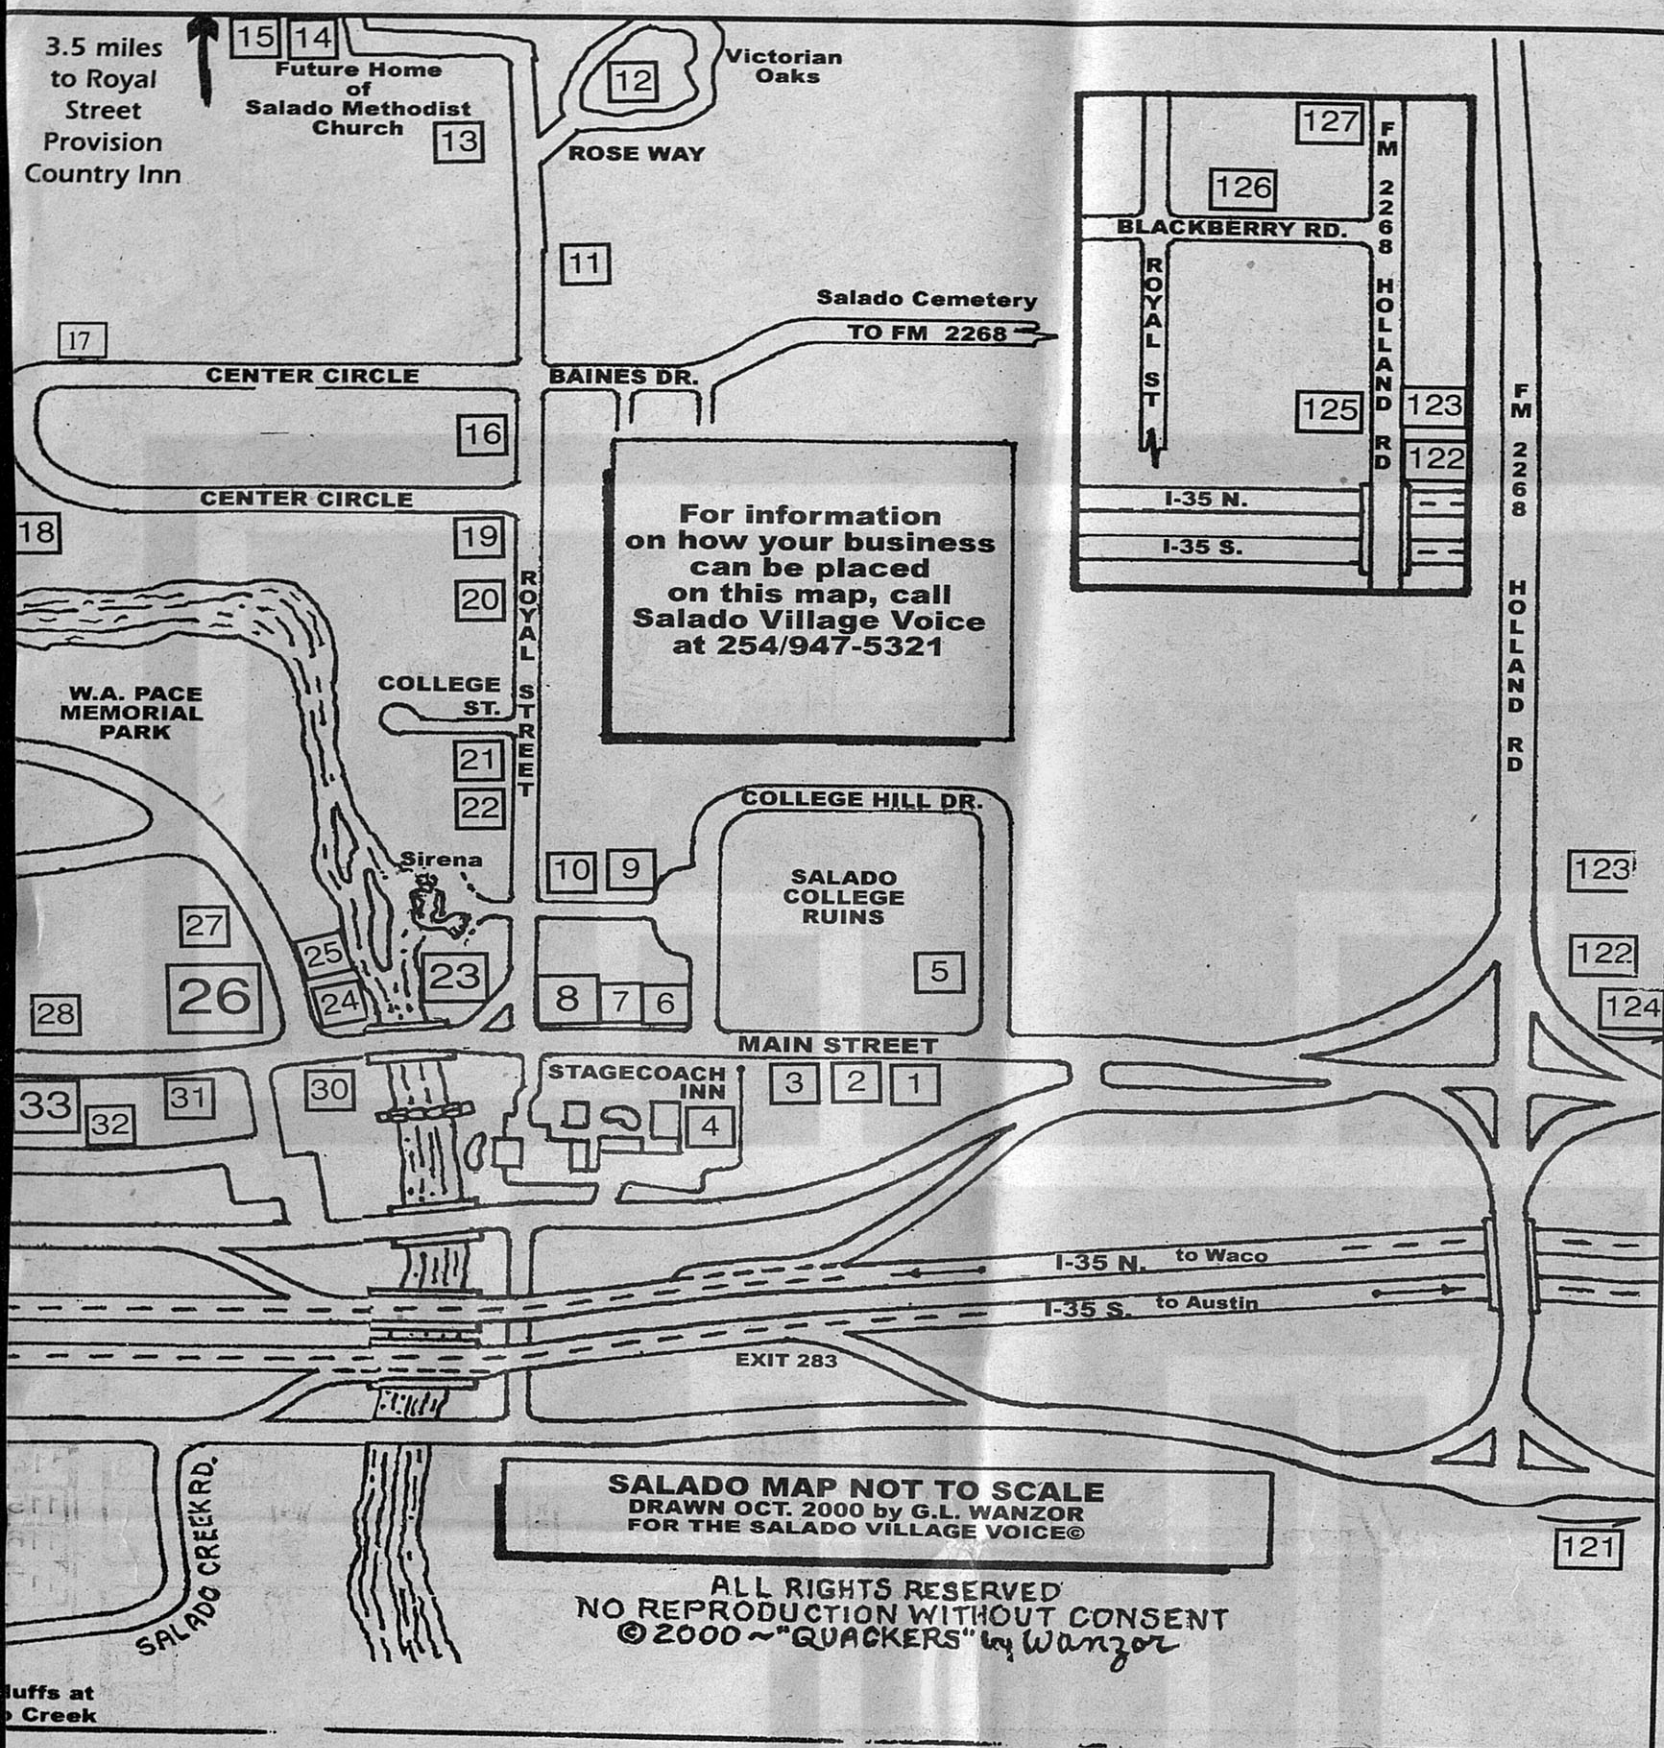 3.5 miles
to Royal
Street
Provision
Country Inn
15
14
Future Home
of
Salado Methodist
Church
13
12
Victorian
Oaks
ROSE WAY
11
17
CENTER CIRCLE
BAINES DR.
Salado Cemetery
TO FM 2268
16
CENTER CIRCLE
18
19
20
ROYAL STREET
For information
on how your business
can be placed
on this map, call
Salado Village Voice
at 254/947-5321
127
126
BLACKBERRY RD.
FM 2268 HOLLAND RD
ROYAL ST
125
123
122
I-35 N.
I-35 S.
FM 2268 HOLLAND RD
W.A. PACE
MEMORIAL
PARK
COLLEGE
ST.
21
22
Sirena
10
9
COLLEGE HILL DR.
SALADO
COLLEGE
RUINS
5
123
122
124
27
25
26
24
28
23
8
7
6
MAIN STREET
33
32
31
30
STAGECOACH
INN
4
3
2
1
I-35 N. to Waco
I-35 S. to Austin
EXIT 283
SALADO CREEK RD.
SALADO MAP NOT TO SCALE
DRAWN OCT. 2000 by G.L. WANZOR
FOR THE SALADO VILLAGE VOICE©
121
ALL RIGHTS RESERVED
NO REPRODUCTION WITHOUT CONSENT
©2000~"QUACKERS" by Wanzor
luffs at
Creek